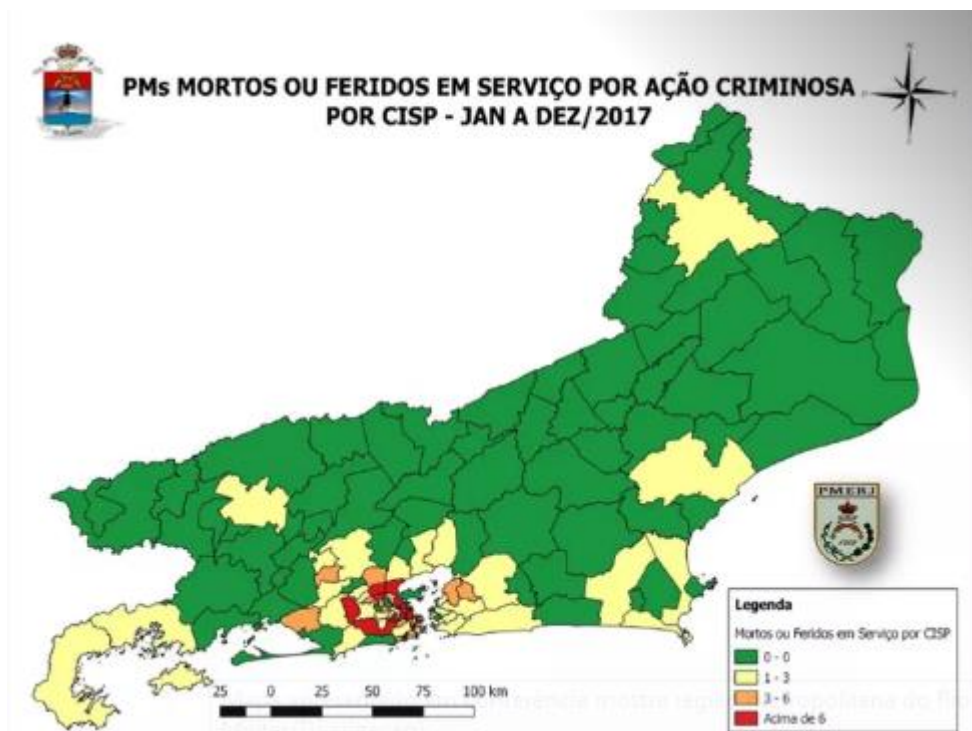 PMs MORTOS OU FERIDOS EM SERVIÇO POR AÇÃO CRIMINOSA
POR CISP - JAN A DEZ/2017
PMERJ
Legenda
Mortos ou Feridos em Serviço por CISP
0 - 0
1 - 3
3 - 6
Acima de 6
25 0 25 50 75 100 km
conferência mostra